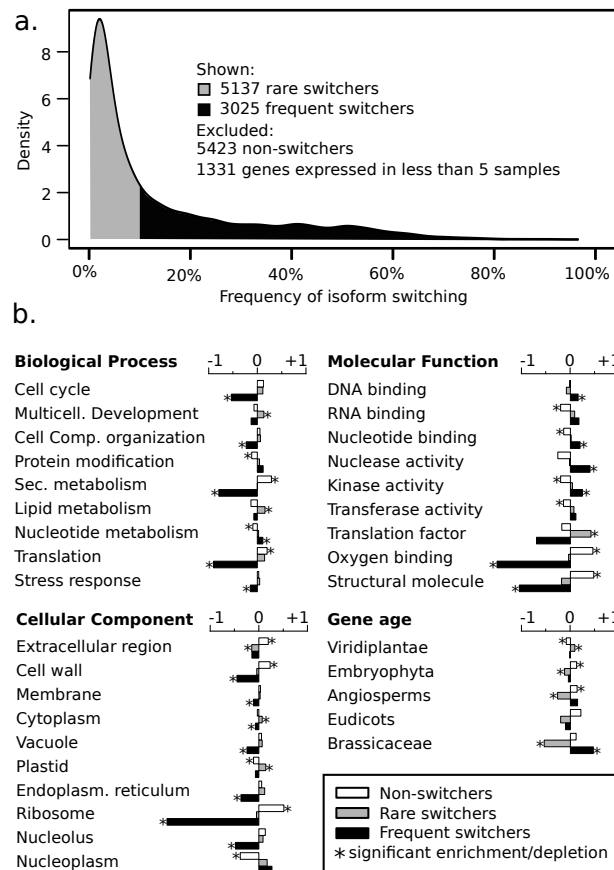 a.
8
6
4
2
0
Density
Shown:
5137 rare switchers
3025 frequent switchers
Excluded:
5423 non-switchers
1331 genes expressed in less than 5 samples
0% 20% 40% 60% 80% 100%
Frequency of isoform switching
b.
Biological Process -1 0 +1
Cell cycle *
Multicell. Development *
Cell Comp. organization *
Protein modification *
Sec. metabolism * *
Lipid metabolism *
Nucleotide metabolism * *
Translation * *
Stress response *
Molecular Function -1 0 +1
DNA binding *
RNA binding *
Nucleotide binding * *
Nuclease activity *
Kinase activity * *
Transferase activity *
Translation factor *
Oxygen binding * *
Structural molecule * *
Cellular Component -1 0 +1
Extracellular region * *
Cell wall * *
Membrane *
Cytoplasm * *
Vacuole *
Plastid * *
Endoplasm. reticulum *
Ribosome * *
Nucleolus *
Nucleoplasm *
Gene age -1 0 +1
Viridiplantae * *
Embryophyta * *
Angiosperms * *
Eudicots
Brassicaceae * *
Non-switchers
Rare switchers
Frequent switchers
* significant enrichment/depletion